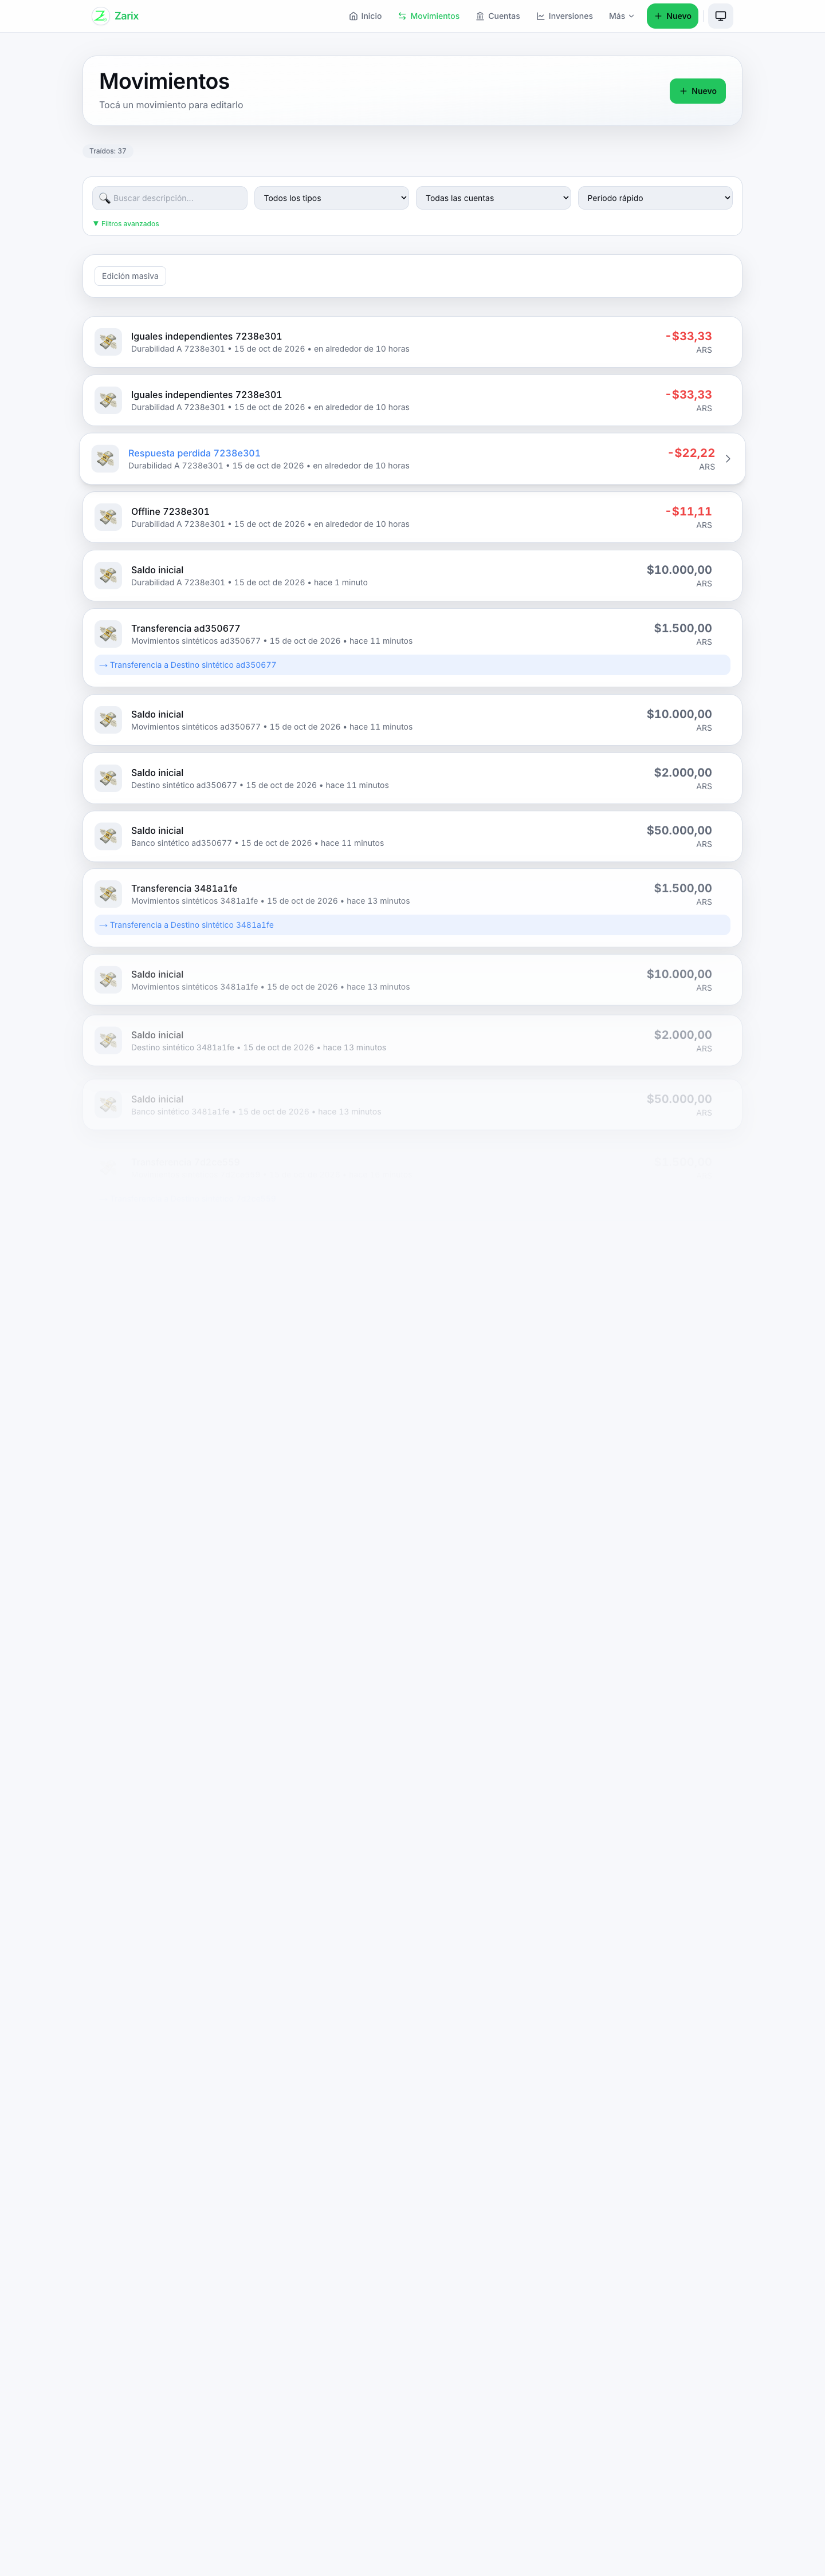 Zarix
Inicio
Movimientos
Cuentas
Inversiones
Más
Nuevo
Movimientos
Tocá un movimiento para editarlo
Nuevo
Traídos: 37
Buscar descripción...
Todos los tipos
Todas las cuentas
Período rápido
▼ Filtros avanzados
Edición masiva
Iguales independientes 7238e301
-$33,33
Durabilidad A 7238e301 • 15 de oct de 2026 • en alrededor de 10 horas
ARS
Iguales independientes 7238e301
-$33,33
Durabilidad A 7238e301 • 15 de oct de 2026 • en alrededor de 10 horas
ARS
Respuesta perdida 7238e301
-$22,22
Durabilidad A 7238e301 • 15 de oct de 2026 • en alrededor de 10 horas
ARS
Offline 7238e301
-$11,11
Durabilidad A 7238e301 • 15 de oct de 2026 • en alrededor de 10 horas
ARS
Saldo inicial
$10.000,00
Durabilidad A 7238e301 • 15 de oct de 2026 • hace 1 minuto
ARS
Transferencia ad350677
$1.500,00
Movimientos sintéticos ad350677 • 15 de oct de 2026 • hace 11 minutos
ARS
→ Transferencia a Destino sintético ad350677
Saldo inicial
$10.000,00
Movimientos sintéticos ad350677 • 15 de oct de 2026 • hace 11 minutos
ARS
Saldo inicial
$2.000,00
Destino sintético ad350677 • 15 de oct de 2026 • hace 11 minutos
ARS
Saldo inicial
$50.000,00
Banco sintético ad350677 • 15 de oct de 2026 • hace 11 minutos
ARS
Transferencia 3481a1fe
$1.500,00
Movimientos sintéticos 3481a1fe • 15 de oct de 2026 • hace 13 minutos
ARS
→ Transferencia a Destino sintético 3481a1fe
Saldo inicial
$10.000,00
Movimientos sintéticos 3481a1fe • 15 de oct de 2026 • hace 13 minutos
ARS
Saldo inicial
$2.000,00
Destino sintético 3481a1fe • 15 de oct de 2026 • hace 13 minutos
ARS
Saldo inicial
$50.000,00
Banco sintético 3481a1fe • 15 de oct de 2026 • hace 13 minutos
ARS